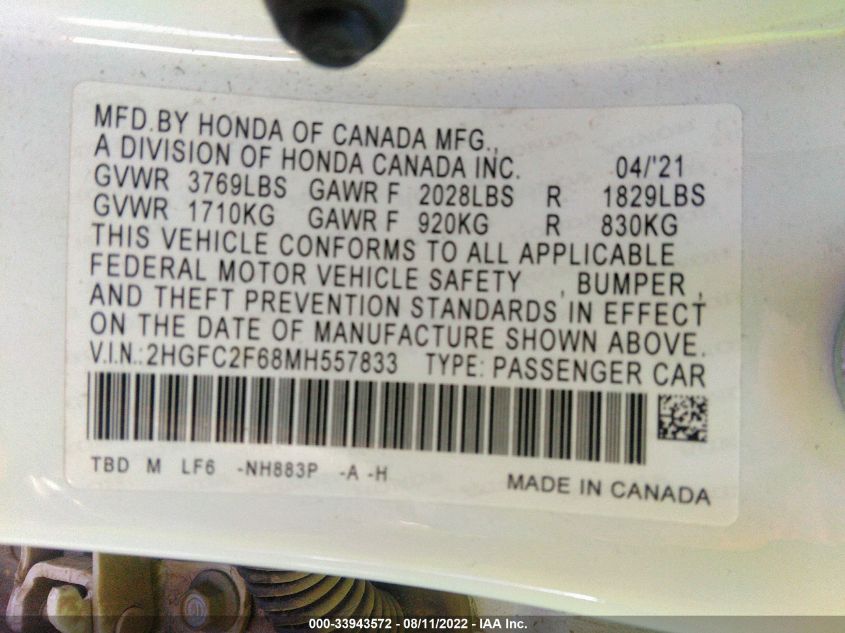 MFD.BY HONDA OF CANADA MFG.,
A DIVISION OF HONDA CANADA INC. 04/'21
GVWR 3769LBS GAWR F 2028LBS R 1829LBS
GVWR 1710KG GAWR F 920KG R 830KG
THIS VEHICLE CONFORMS TO ALL APPLICABLE
FEDERAL MOTOR VEHICLE SAFETY , BUMPER ,
AND THEFT PREVENTION STANDARDS IN EFFECT
ON THE DATE OF MANUFACTURE SHOWN ABOVE.
V.I.N.:2HGFC2F68MH557833 TYPE: PASSENGER CAR
TBD M LF6 -NH883P -A -H
MADE IN CANADA
000-33943572 - 08/11/2022 - IAA Inc.